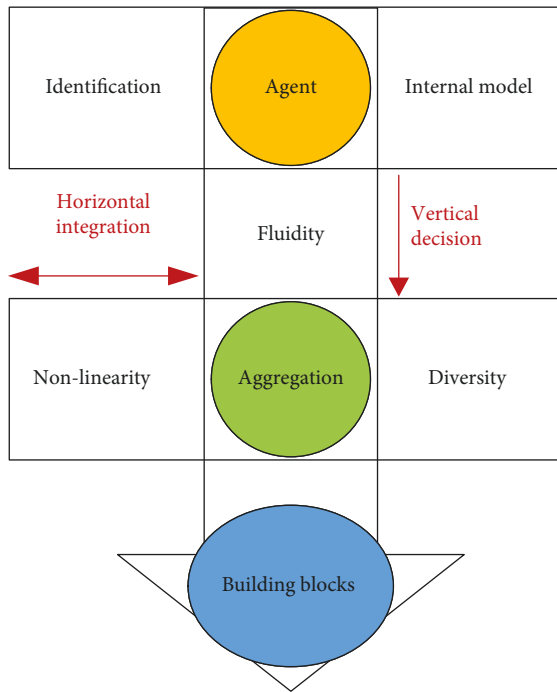 Identification
Agent
Internal model
Horizontal
integration
Fluidity
Vertical
decision
Non-linearity
Aggregation
Diversity
Building blocks